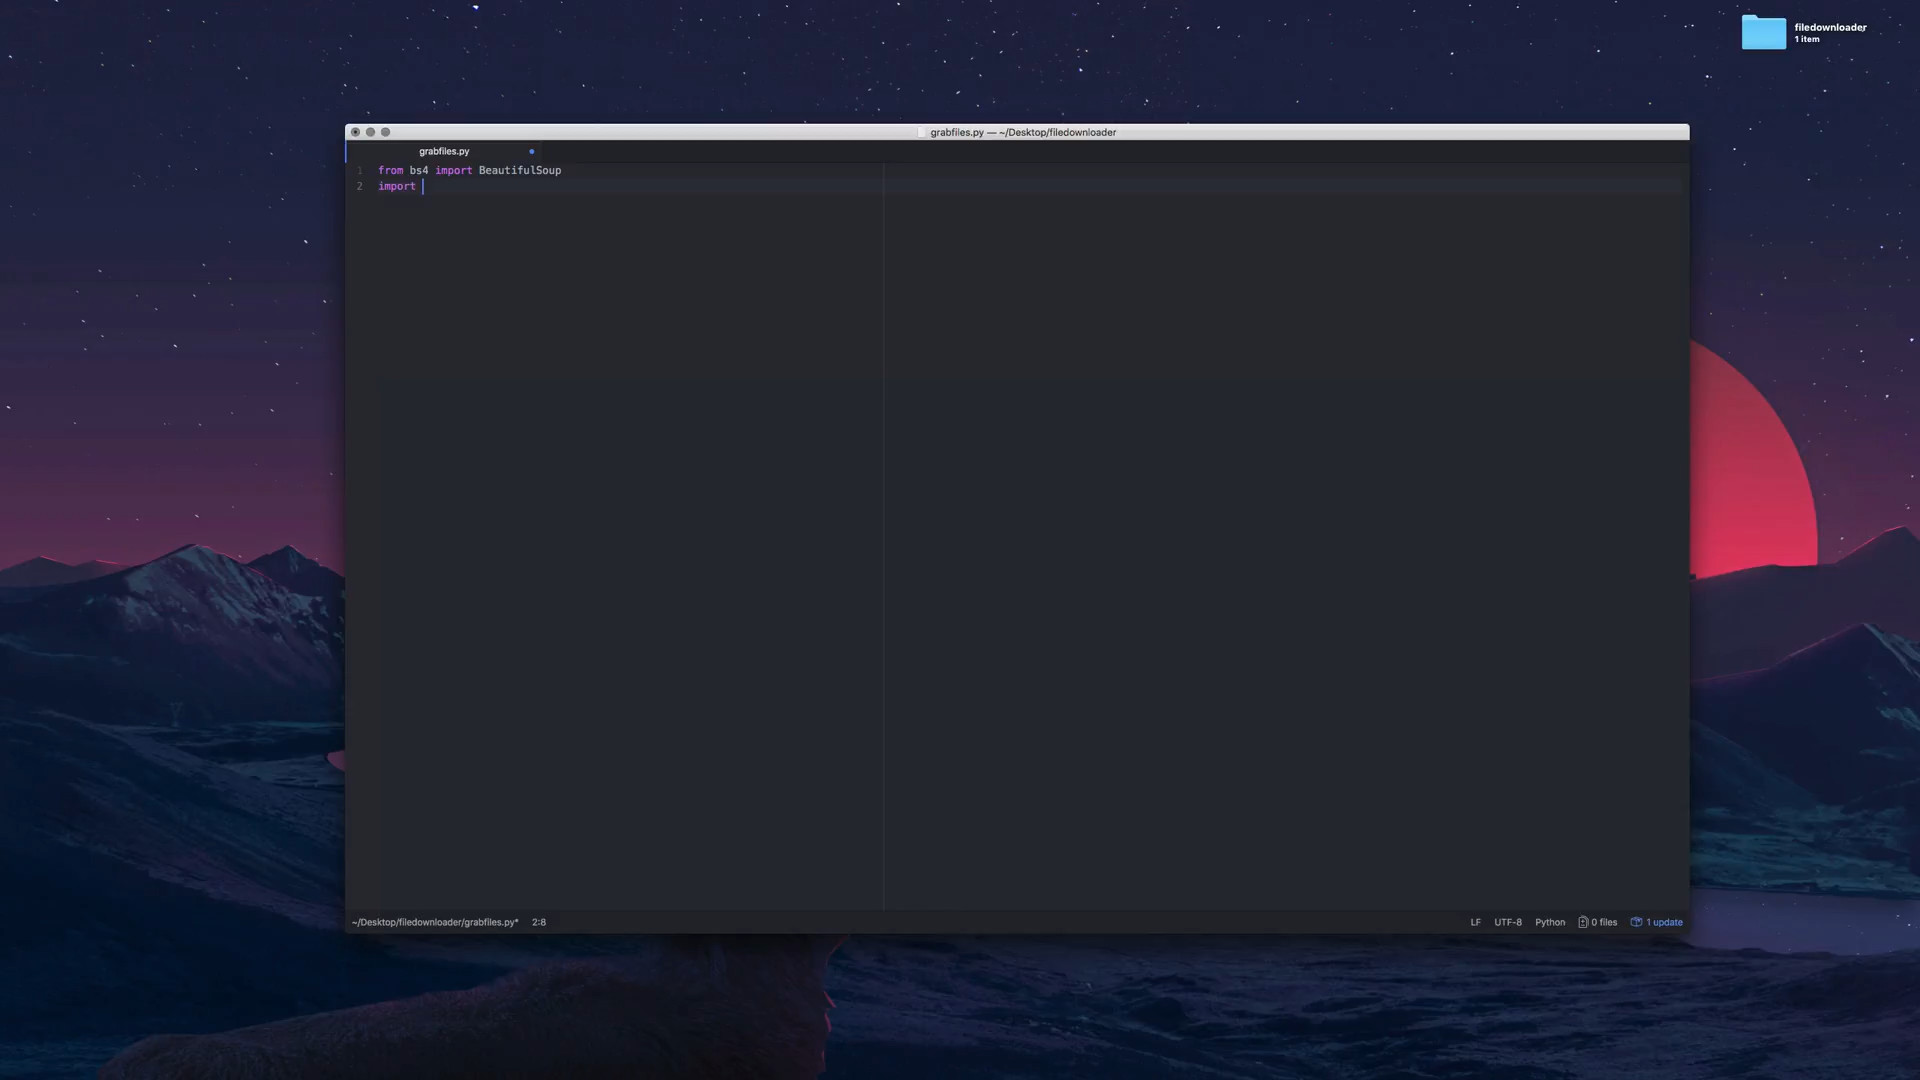 filedownloader
1 item
grabfiles.py — ~/Desktop/filedownloader
grabfiles.py
1 from bs4 import BeautifulSoup
2 import
~/Desktop/filedownloader/grabfiles.py* 2:8 LF UTF-8 Python 0 files 1 update